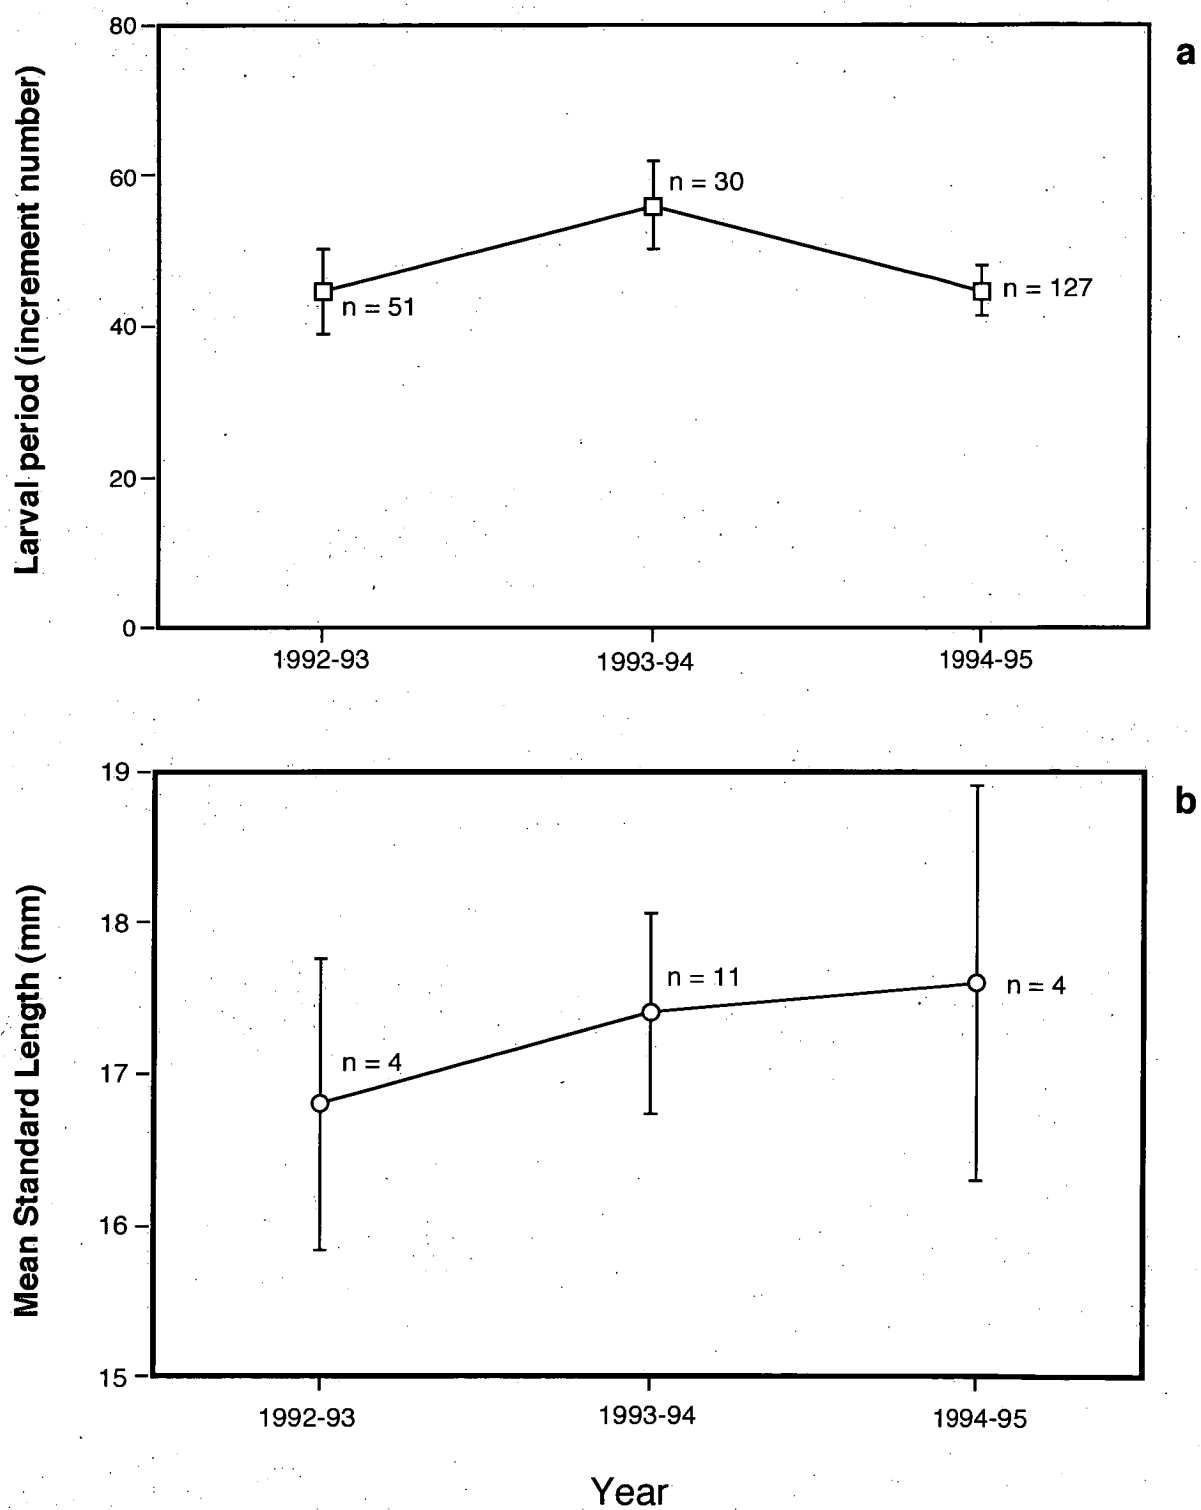 a
Larval period (increment number)
80
60
40
20
0
n = 51
n = 30
n = 127
1992-93
1993-94
1994-95
b
Mean Standard Length (mm)
19
18
17
16
15
n = 4
n = 11
n = 4
1992-93
1993-94
1994-95
Year